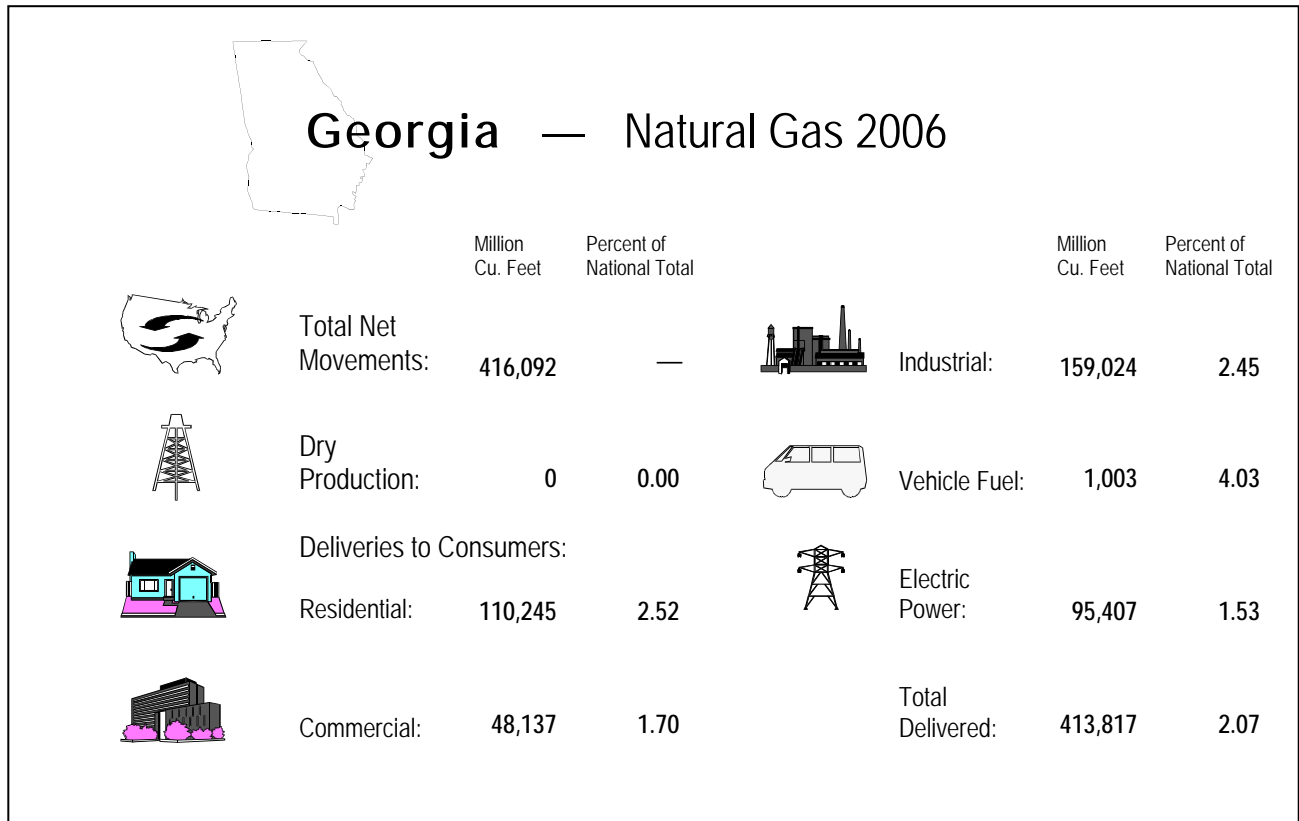 Georgia — Natural Gas 2006
Million Cu. Feet
Percent of National Total
Total Net Movements: 416,092 —
Dry Production: 0 0.00
Deliveries to Consumers:
Residential: 110,245 2.52
Commercial: 48,137 1.70
Million Cu. Feet
Percent of National Total
Industrial: 159,024 2.45
Vehicle Fuel: 1,003 4.03
Electric Power: 95,407 1.53
Total Delivered: 413,817 2.07